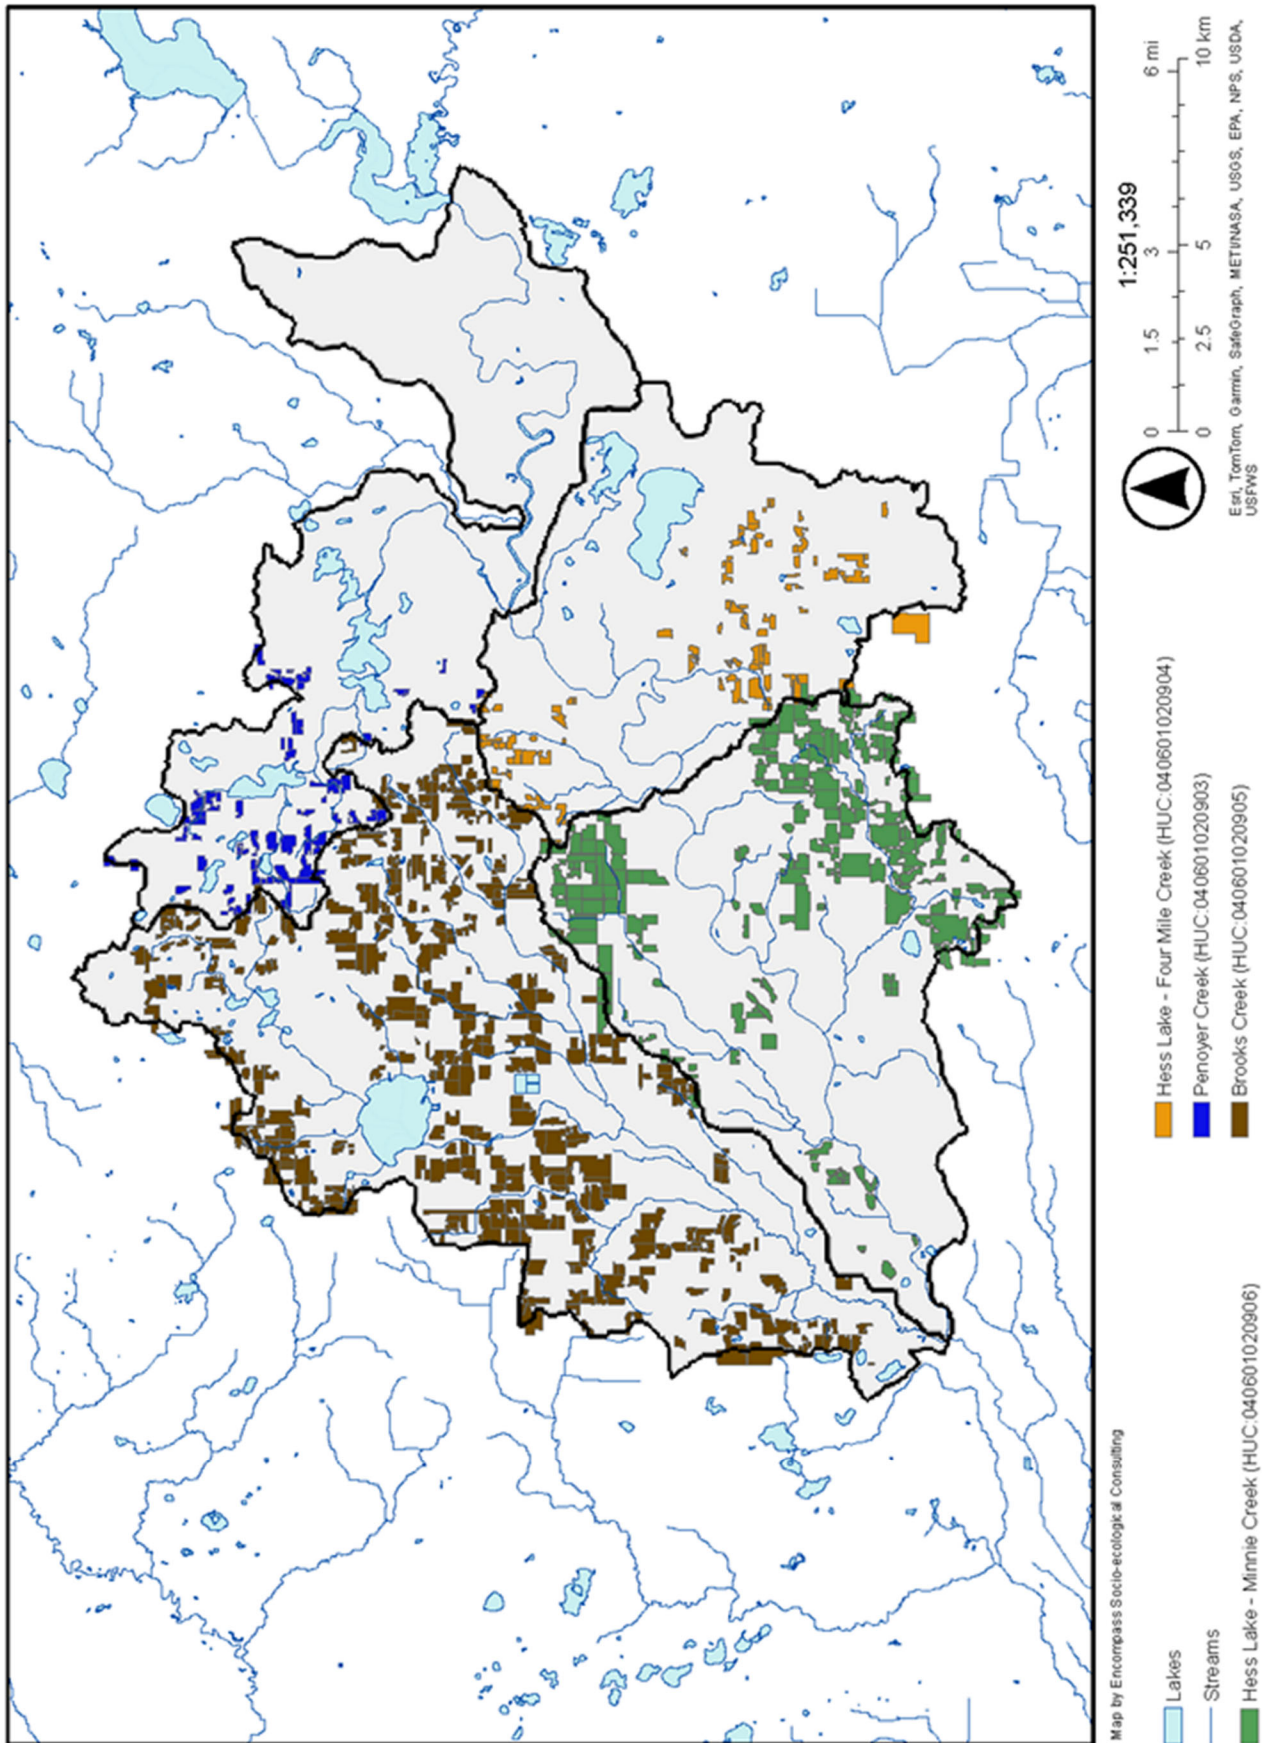 Map by Encompass Socio-ecological Consulting
Lakes
Streams
Hess Lake - Minnie Creek (HUC:040601020906)
Hess Lake - Four Mile Creek (HUC:040601020904)
Penoyer Creek (HUC:040601020903)
Brooks Creek (HUC:040601020905)
1:251,339
0 1.5 3 6 mi
0 2.5 5 10 km
Esri, TomTom, Garmin, SafeGraph, METI/NASA, USGS, EPA, NPS, USDA,
USFWS